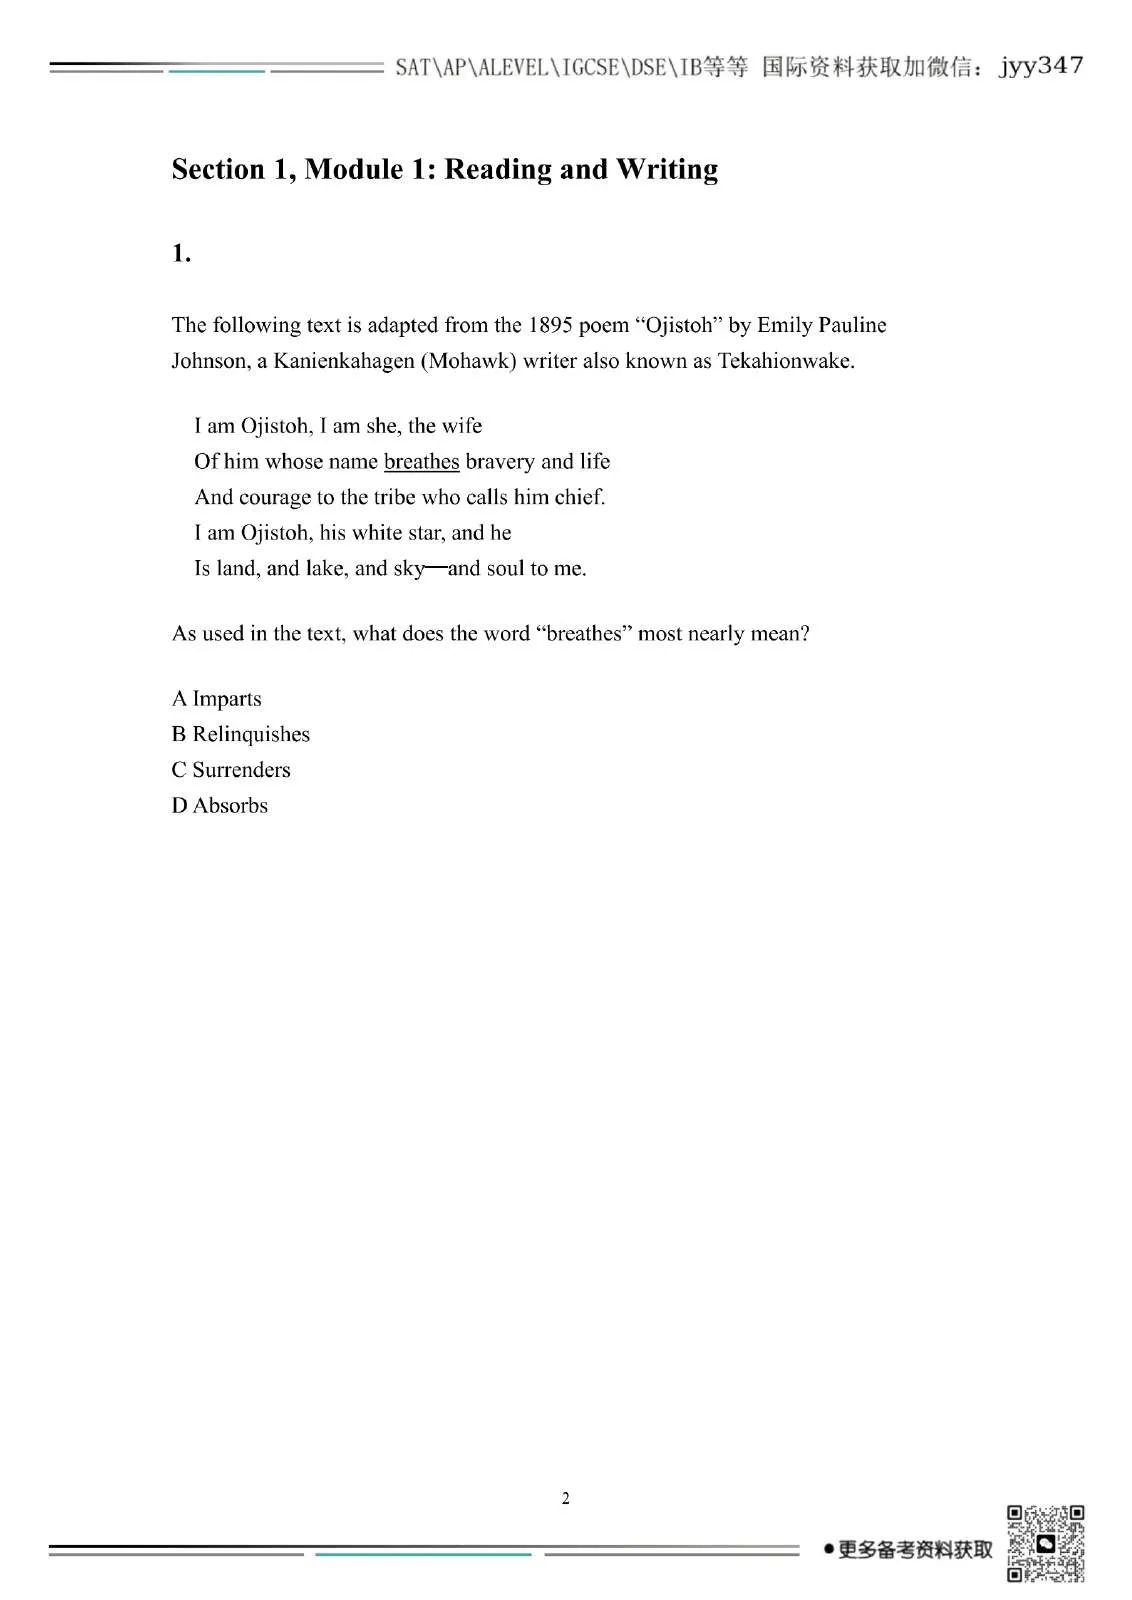 SAT\AP\ALEVEL\IGCSE\DSE\IB等等 国际资料获取加微信：jyy347
Section 1, Module 1: Reading and Writing
1.
The following text is adapted from the 1895 poem “Ojistoh” by Emily Pauline
Johnson, a Kanienkahagen (Mohawk) writer also known as Tekahionwake.
I am Ojistoh, I am she, the wife
Of him whose name breathes bravery and life
And courage to the tribe who calls him chief.
I am Ojistoh, his white star, and he
Is land, and lake, and sky—and soul to me.
As used in the text, what does the word “breathes” most nearly mean?
A Imparts
B Relinquishes
C Surrenders
D Absorbs
2
●更多备考资料获取